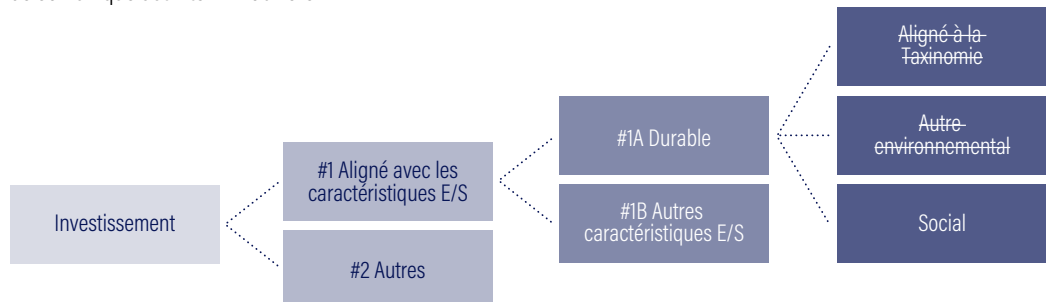 Aligné à la
Taxinomie
#1A Durable
Autre
environnemental
#1 Aligné avec les
caractéristiques E/S
Investissement
#1B Autres
caractéristiques E/S
Social
#2 Autres